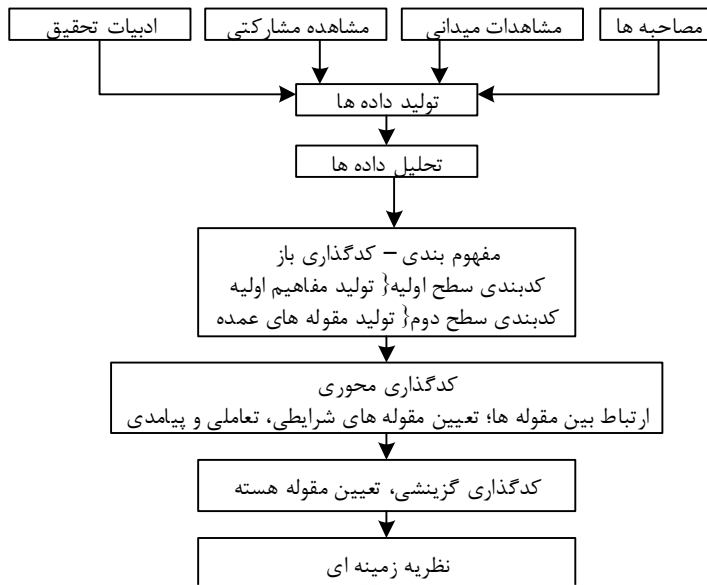 مصاحبه ها
مشاهدات میدانی
مشاهده مشارکتی
ادبیات تحقیق
تولید داده ها
تحلیل داده ها
مفهوم بندی – کدگذاری باز
کدبندی سطح اولیه{ تولید مفاهیم اولیه
کدبندی سطح دوم{ تولید مقوله های عمده
کدگذاری محوری
ارتباط بین مقوله ها؛ تعیین مقوله های شرایطی، تعاملی و پیامدی
کدگذاری گزینشی، تعیین مقوله هسته
نظریه زمینه ای